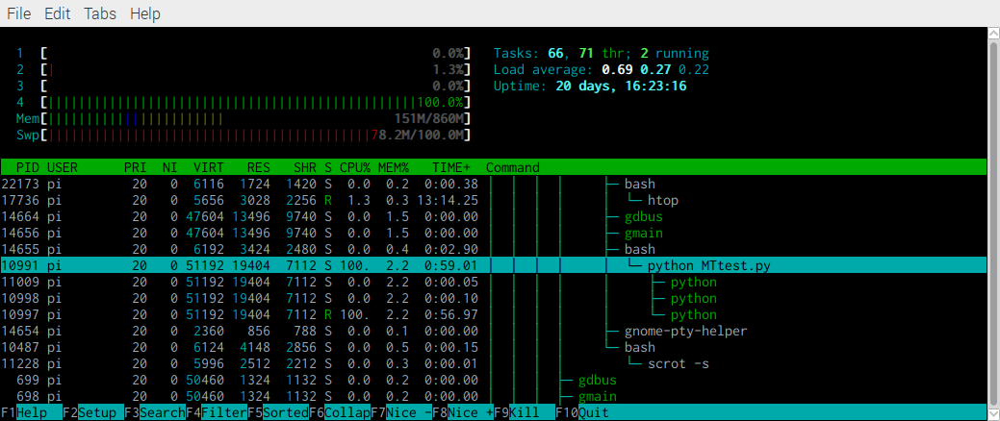 File Edit Tabs Help
1 [ 0.0%] Tasks: 66, 71 thr; 2 running
2 [| 1.3%] Load average: 0.69 0.27 0.22
3 [ 0.0%] Uptime: 20 days, 16:23:16
4 [||||||||||||||||||||||||||||||||||||||||||||||||100.0%]
Mem[||||||||||||||||||||||| 151M/860M]
Swp[||||||||||||||||||||||||||||||||||||||||||78.2M/100.0M]
PID USER PRI NI VIRT RES SHR S CPU% MEM% TIME+ Command
22173 pi 20 0 6116 1724 1420 S 0.0 0.2 0:00.38 │ │ │ │ ├─ bash
17736 pi 20 0 5656 3028 2256 R 1.3 0.3 13:14.25 │ │ │ │ │ └─ htop
14664 pi 20 0 47604 13496 9740 S 0.0 1.5 0:00.00 │ │ │ │ ├─ gdbus
14656 pi 20 0 47604 13496 9740 S 0.0 1.5 0:00.00 │ │ │ │ ├─ gmain
14655 pi 20 0 6192 3424 2480 S 0.0 0.4 0:02.90 │ │ │ │ ├─ bash
10991 pi 20 0 51192 19404 7112 S 100. 2.2 0:59.01 │ │ │ │ │ └─ python MTtest.py
11009 pi 20 0 51192 19404 7112 S 0.0 2.2 0:00.05 │ │ │ │ │ ├─ python
10998 pi 20 0 51192 19404 7112 S 0.0 2.2 0:00.10 │ │ │ │ │ ├─ python
10997 pi 20 0 51192 19404 7112 R 100. 2.2 0:56.97 │ │ │ │ │ └─ python
14654 pi 20 0 2360 856 788 S 0.0 0.1 0:00.00 │ │ │ │ ├─ gnome-pty-helper
10487 pi 20 0 6124 4148 2856 S 0.0 0.5 0:00.15 │ │ │ │ └─ bash
11228 pi 20 0 5996 2512 2212 S 0.0 0.3 0:00.01 │ │ │ │ └─ scrot -s
699 pi 20 0 50460 1324 1132 S 0.0 0.2 0:00.00 │ │ │ ├─ gdbus
698 pi 20 0 50460 1324 1132 S 0.0 0.2 0:00.00 │ │ │ ├─ gmain
F1Help F2Setup F3SearchF4FilterF5SortedF6CollapF7Nice -F8Nice +F9Kill F10Quit